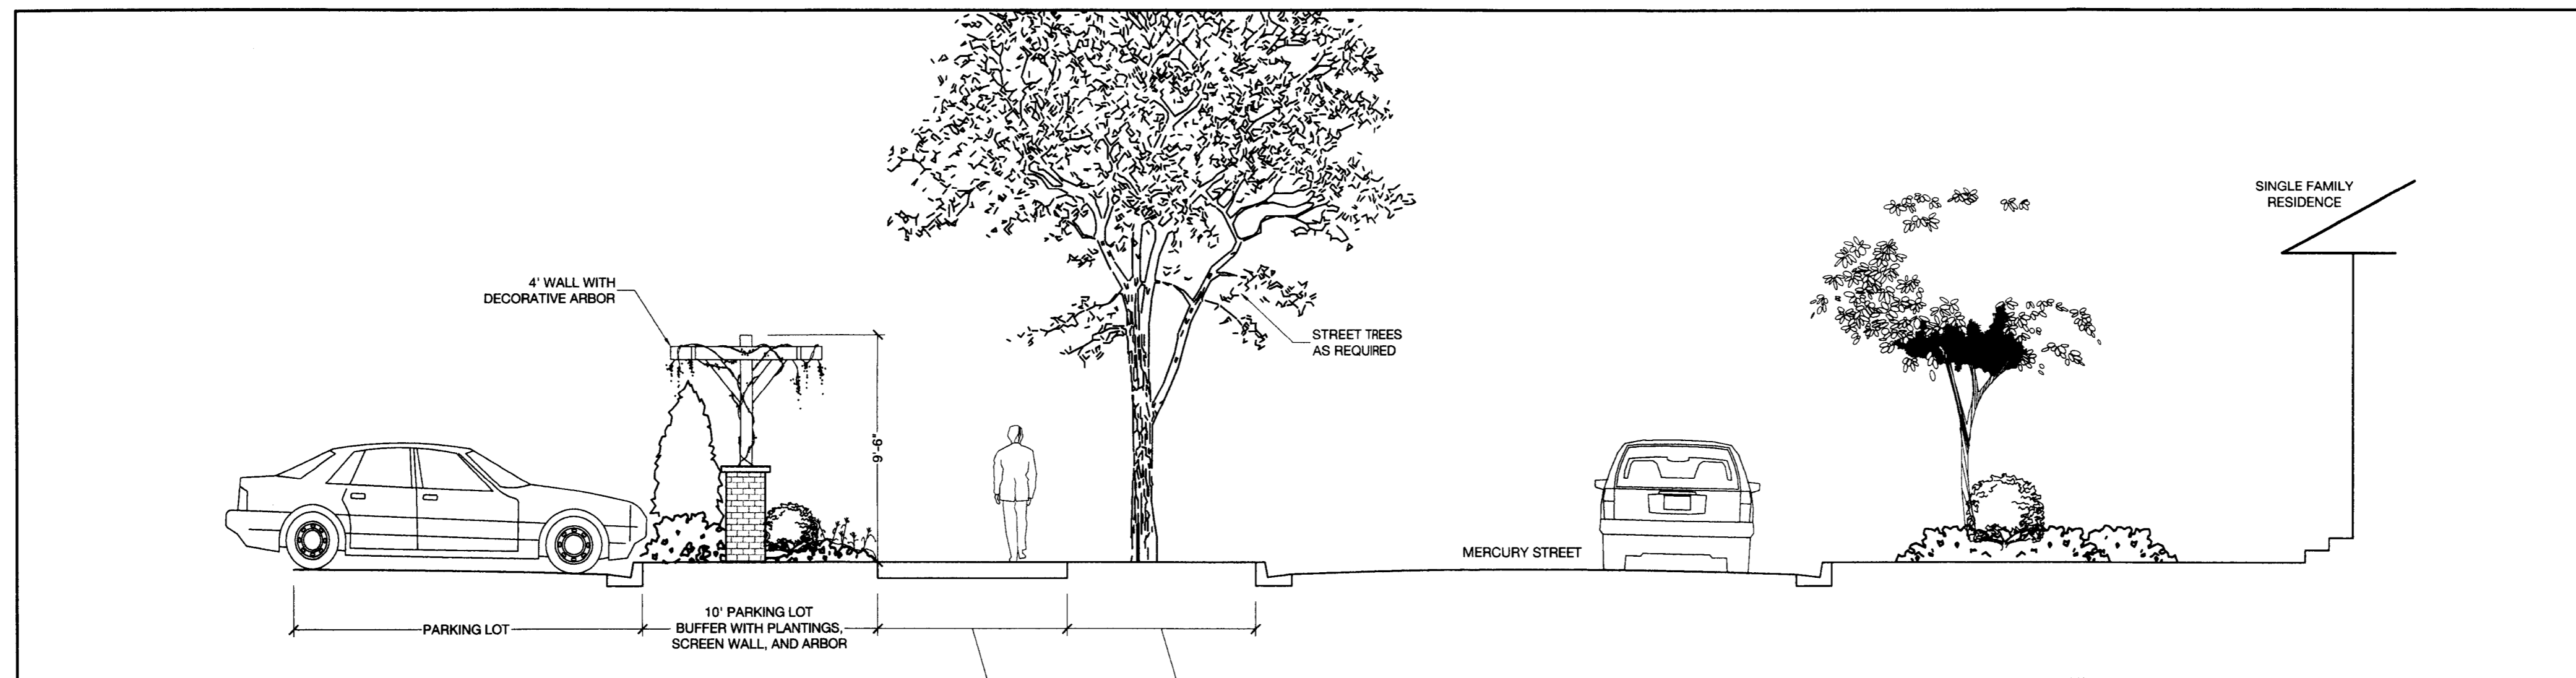 SINGLE FAMILY
RESIDENCE
4' WALL WITH
DECORATIVE ARBOR
STREET TREES
AS REQUIRED
9'-6"
MERCURY STREET
PARKING LOT
10' PARKING LOT
BUFFER WITH PLANTINGS,
SCREEN WALL, AND ARBOR